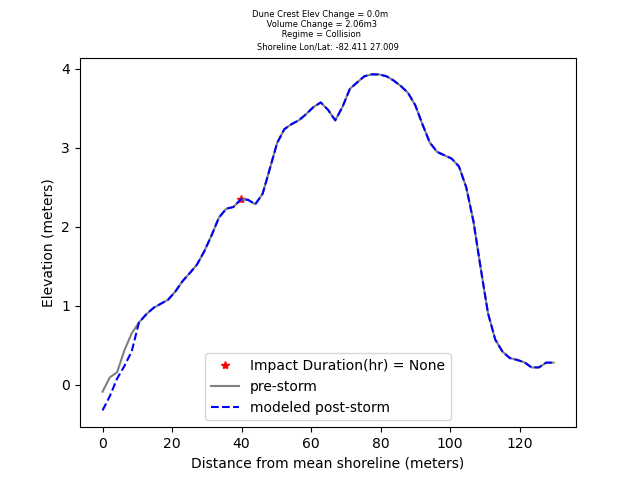 Dune Crest Elev Change = 0.0m
Volume Change = 2.06m3
Regime = Collision
Shoreline Lon/Lat: -82.411 27.009
4
3
2
1
0
Elevation (meters)
Impact Duration(hr) = None
pre-storm
modeled post-storm
0 20 40 60 80 100 120
Distance from mean shoreline (meters)